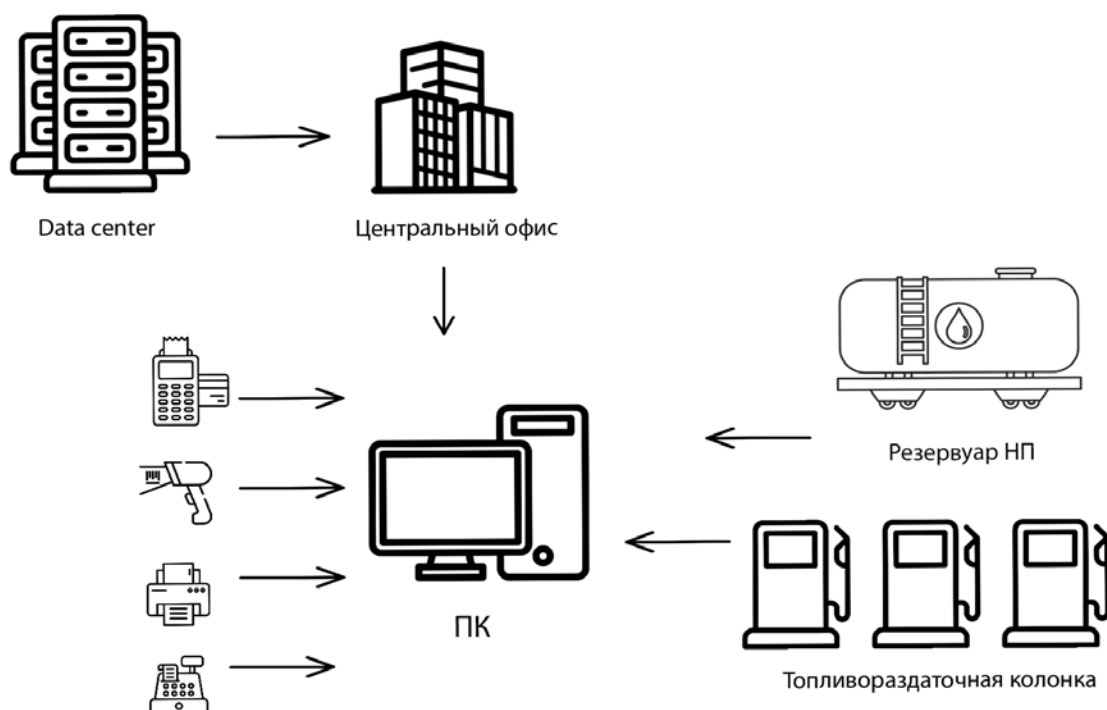 Data center
Центральный офис
Резервуар НП
ПК
Топливораздаточная колонка